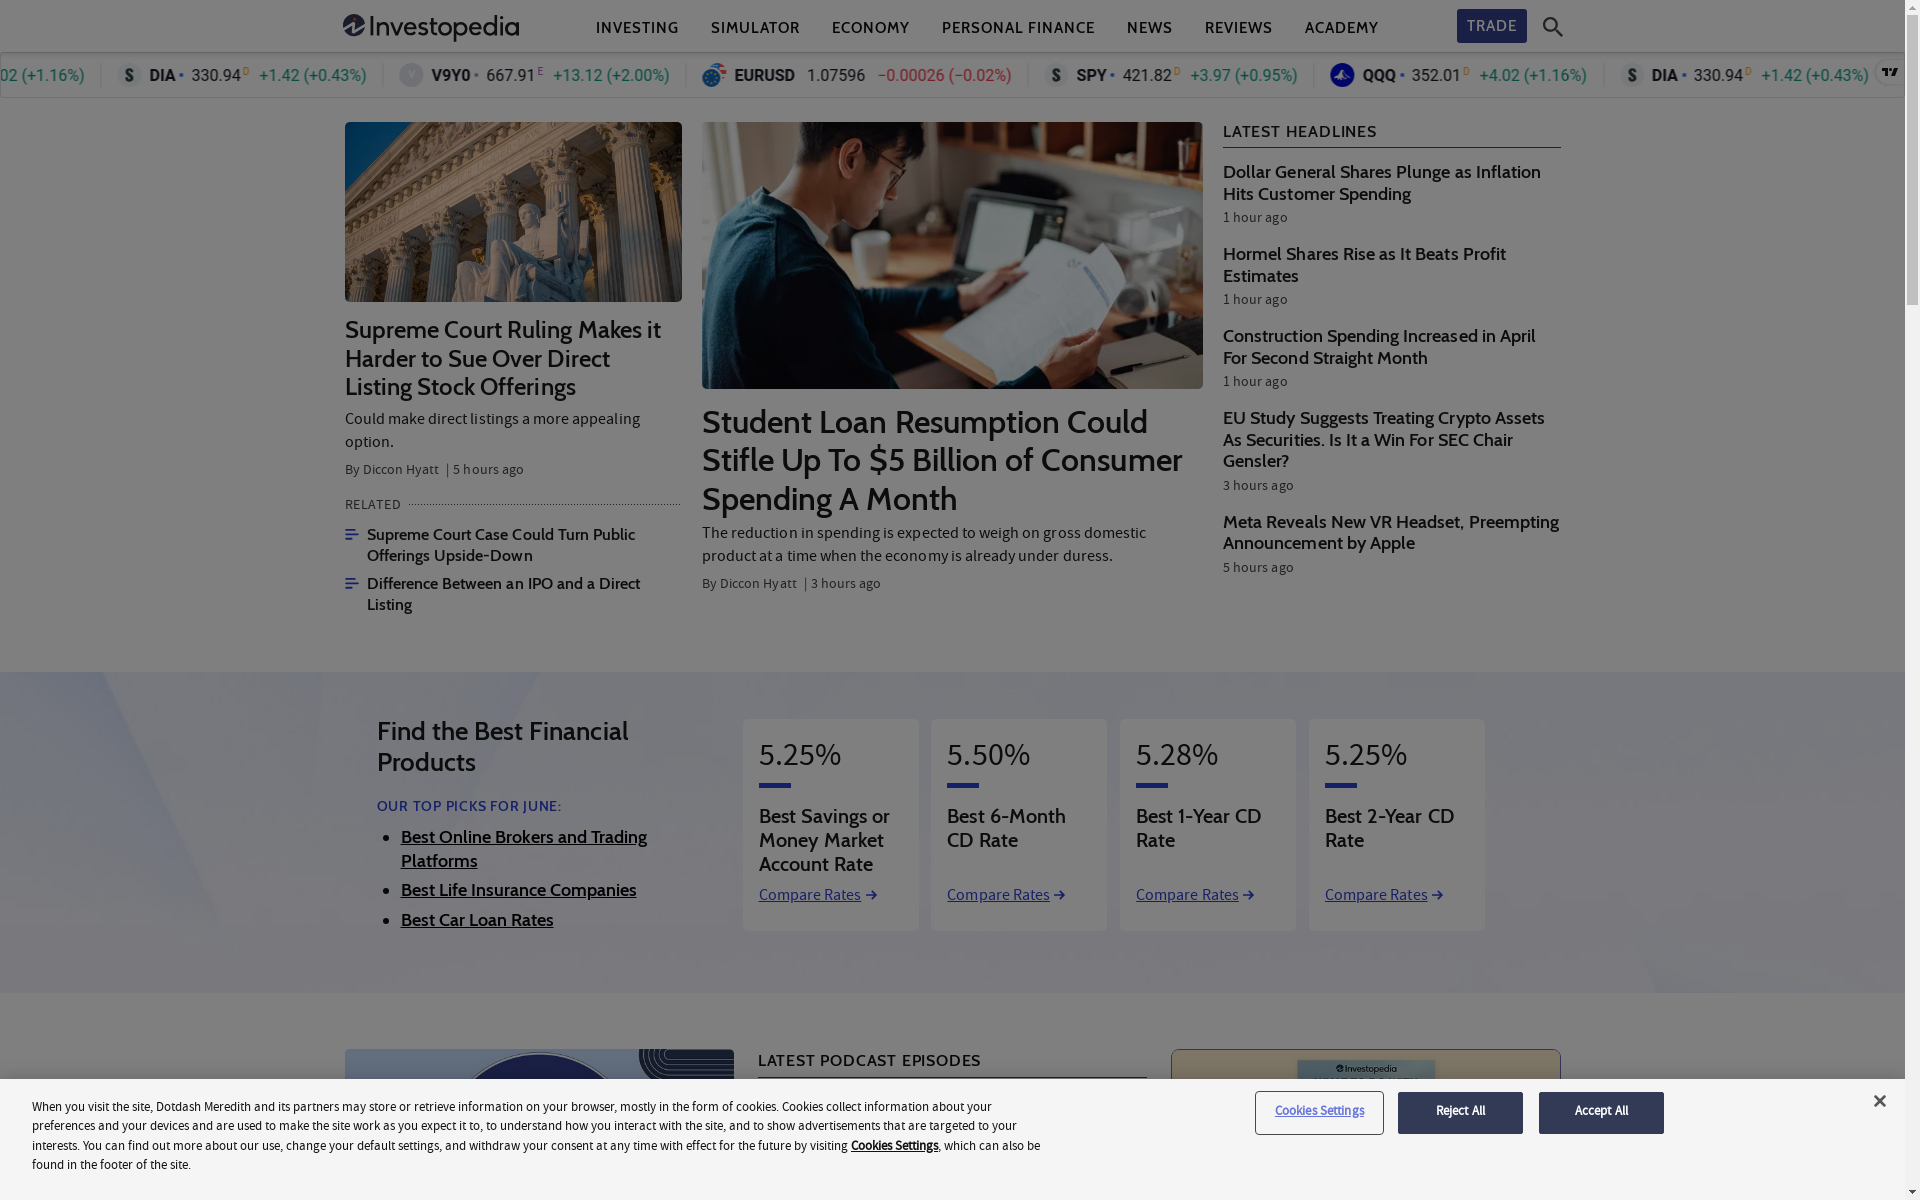 Investopedia
INVESTING
SIMULATOR
ECONOMY
PERSONAL FINANCE
NEWS
REVIEWS
ACADEMY
TRADE
02 (+1.16%)
DIA 330.94 D +1.42 (+0.43%)
V9Y0 667.91 E +13.12 (+2.00%)
EURUSD 1.07596 −0.00026 (−0.02%)
SPY 421.82 D +3.97 (+0.95%)
QQQ 352.01 D +4.02 (+1.16%)
DIA 330.94 D +1.42 (+0.43%)
Supreme Court Ruling Makes it
Harder to Sue Over Direct
Listing Stock Offerings
Could make direct listings a more appealing
option.
By Diccon Hyatt | 5 hours ago
RELATED
Supreme Court Case Could Turn Public
Offerings Upside-Down
Difference Between an IPO and a Direct
Listing
Student Loan Resumption Could
Stifle Up To $5 Billion of Consumer
Spending A Month
The reduction in spending is expected to weigh on gross domestic
product at a time when the economy is already under duress.
By Diccon Hyatt | 3 hours ago
LATEST HEADLINES
Dollar General Shares Plunge as Inflation
Hits Customer Spending
1 hour ago
Hormel Shares Rise as It Beats Profit
Estimates
1 hour ago
Construction Spending Increased in April
For Second Straight Month
1 hour ago
EU Study Suggests Treating Crypto Assets
As Securities. Is It a Win For SEC Chair
Gensler?
3 hours ago
Meta Reveals New VR Headset, Preempting
Announcement by Apple
5 hours ago
Find the Best Financial
Products
OUR TOP PICKS FOR JUNE:
Best Online Brokers and Trading
Platforms
Best Life Insurance Companies
Best Car Loan Rates
5.25%
Best Savings or
Money Market
Account Rate
Compare Rates
5.50%
Best 6-Month
CD Rate
Compare Rates
5.28%
Best 1-Year CD
Rate
Compare Rates
5.25%
Best 2-Year CD
Rate
Compare Rates
LATEST PODCAST EPISODES
Investopedia
When you visit the site, Dotdash Meredith and its partners may store or retrieve information on your browser, mostly in the form of cookies. Cookies collect information about your
preferences and your devices and are used to make the site work as you expect it to, to understand how you interact with the site, and to show advertisements that are targeted to your
interests. You can find out more about our use, change your default settings, and withdraw your consent at any time with effect for the future by visiting Cookies Settings, which can also be
found in the footer of the site.
Cookies Settings
Reject All
Accept All